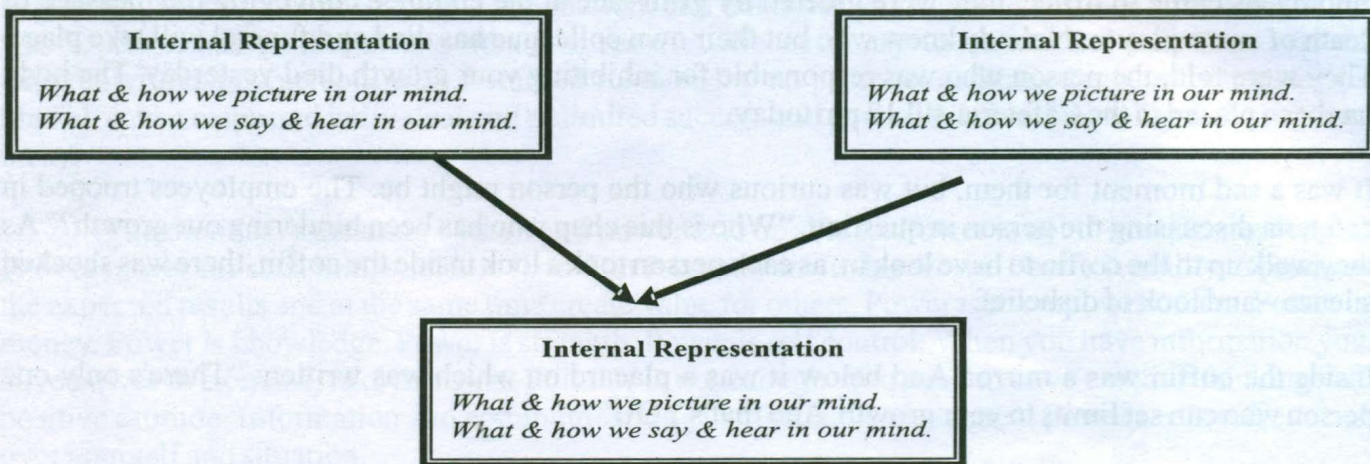 Internal Representation
What & how we picture in our mind.
What & how we say & hear in our mind.
Internal Representation
What & how we picture in our mind.
What & how we say & hear in our mind.
Internal Representation
What & how we picture in our mind.
What & how we say & hear in our mind.